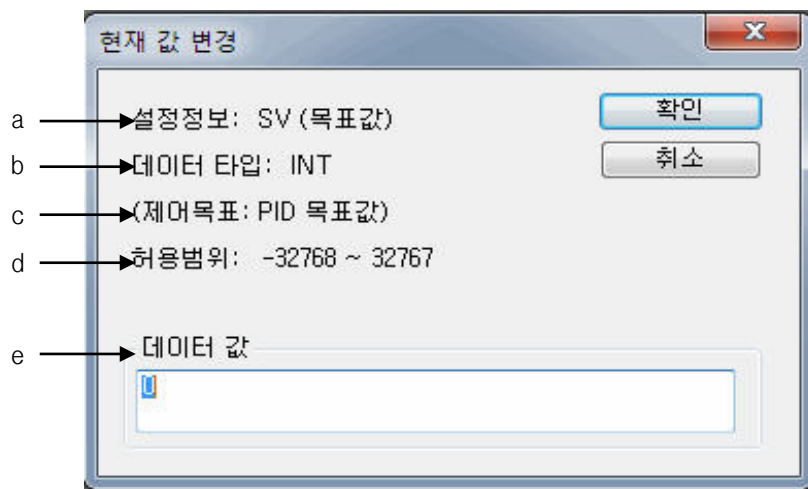 현재 값 변경
a 설정정보: SV (목표값) 확인
b 데이터 타입: INT 취소
c (제어목표: PID 목표값)
d 허용범위: -32768 ~ 32767
e 데이터 값
0